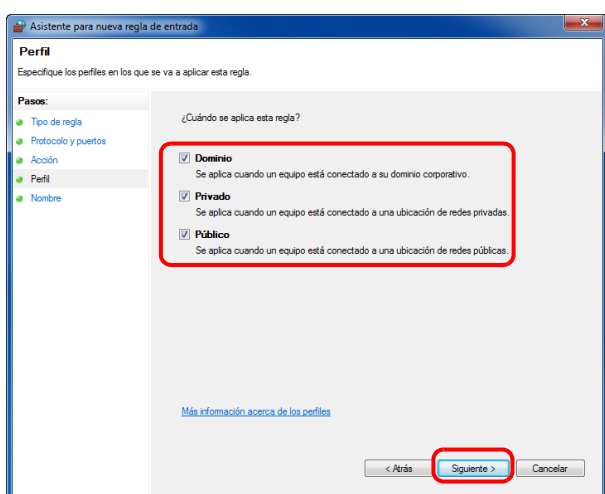 Asistente para nueva regla de entrada
Perfil
Especifique los perfiles en los que se va a aplicar esta regla.
Pasos:
Tipo de regla
Protocolo y puertos
Acción
Perfil
Nombre
¿Cuándo se aplica esta regla?
Dominio
Se aplica cuando un equipo está conectado a su dominio corporativo.
Privado
Se aplica cuando un equipo está conectado a una ubicación de redes privadas.
Público
Se aplica cuando un equipo está conectado a una ubicación de redes públicas.
Más información acerca de los perfiles
< Atrás Siguiente > Cancelar